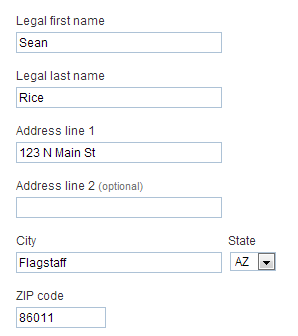 Legal first name
Sean
Legal last name
Rice
Address line 1
123 N Main St
Address line 2 (optional)
City State
Flagstaff AZ
ZIP code
86011